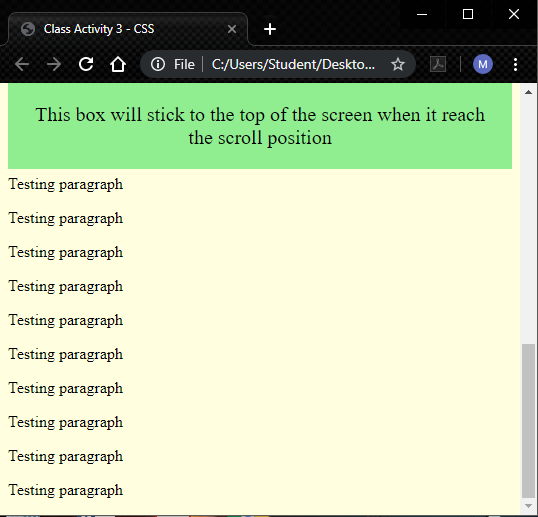 Class Activity 3 - CSS
File C:/Users/Student/Deskto... M
This box will stick to the top of the screen when it reach
the scroll position
Testing paragraph
Testing paragraph
Testing paragraph
Testing paragraph
Testing paragraph
Testing paragraph
Testing paragraph
Testing paragraph
Testing paragraph
Testing paragraph